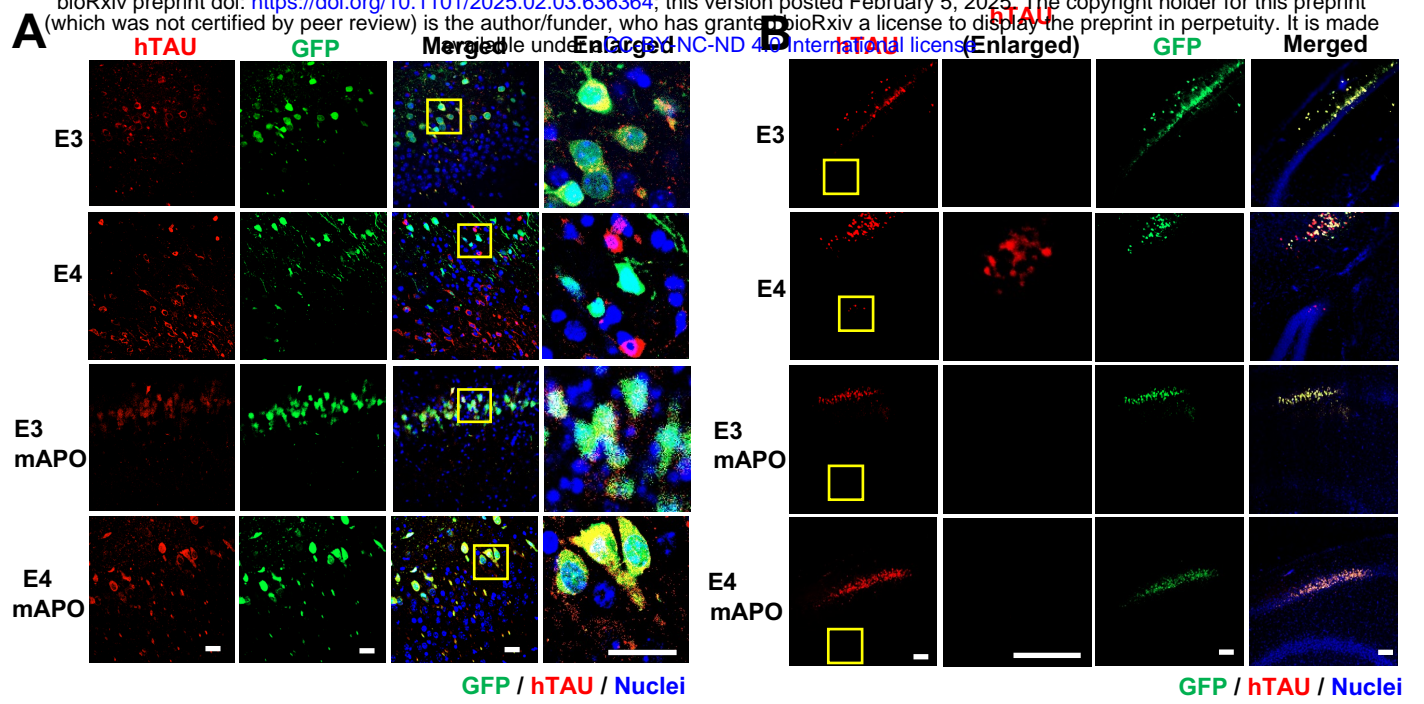 bioRxiv preprint doi: https://doi.org/10.1101/2025.02.03.636364; this version posted February 5, 2025. The copyright holder for this preprint
(which was not certified by peer review) is the author/funder, who has granted bioRxiv a license to display the preprint in perpetuity. It is made
available under aCC-BY-NC-ND 4.0 International license
A
hTAU GFP Merged Enlarged
E3
E4
E3
mAPO
E4
mAPO
GFP / hTAU / Nuclei
B
hTAU hTAU (Enlarged) GFP Merged
E3
E4
E3
mAPO
E4
mAPO
GFP / hTAU / Nuclei